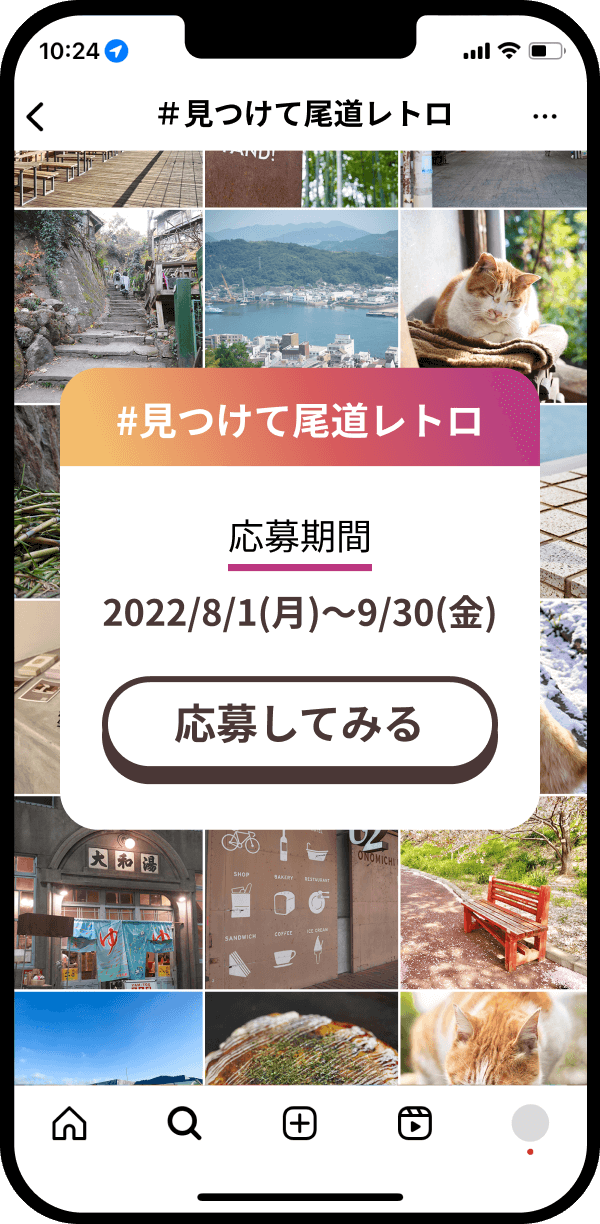 10:24
＃見つけて尾道レトロ
#見つけて尾道レトロ
応募期間
2022/8/1(月)～9/30(金)
応募してみる
大和湯
ゆ
ONOMICHI
SHOP
BAKERY
RESTAURANT
SANDWICH
COFFEE
ICE CREAM